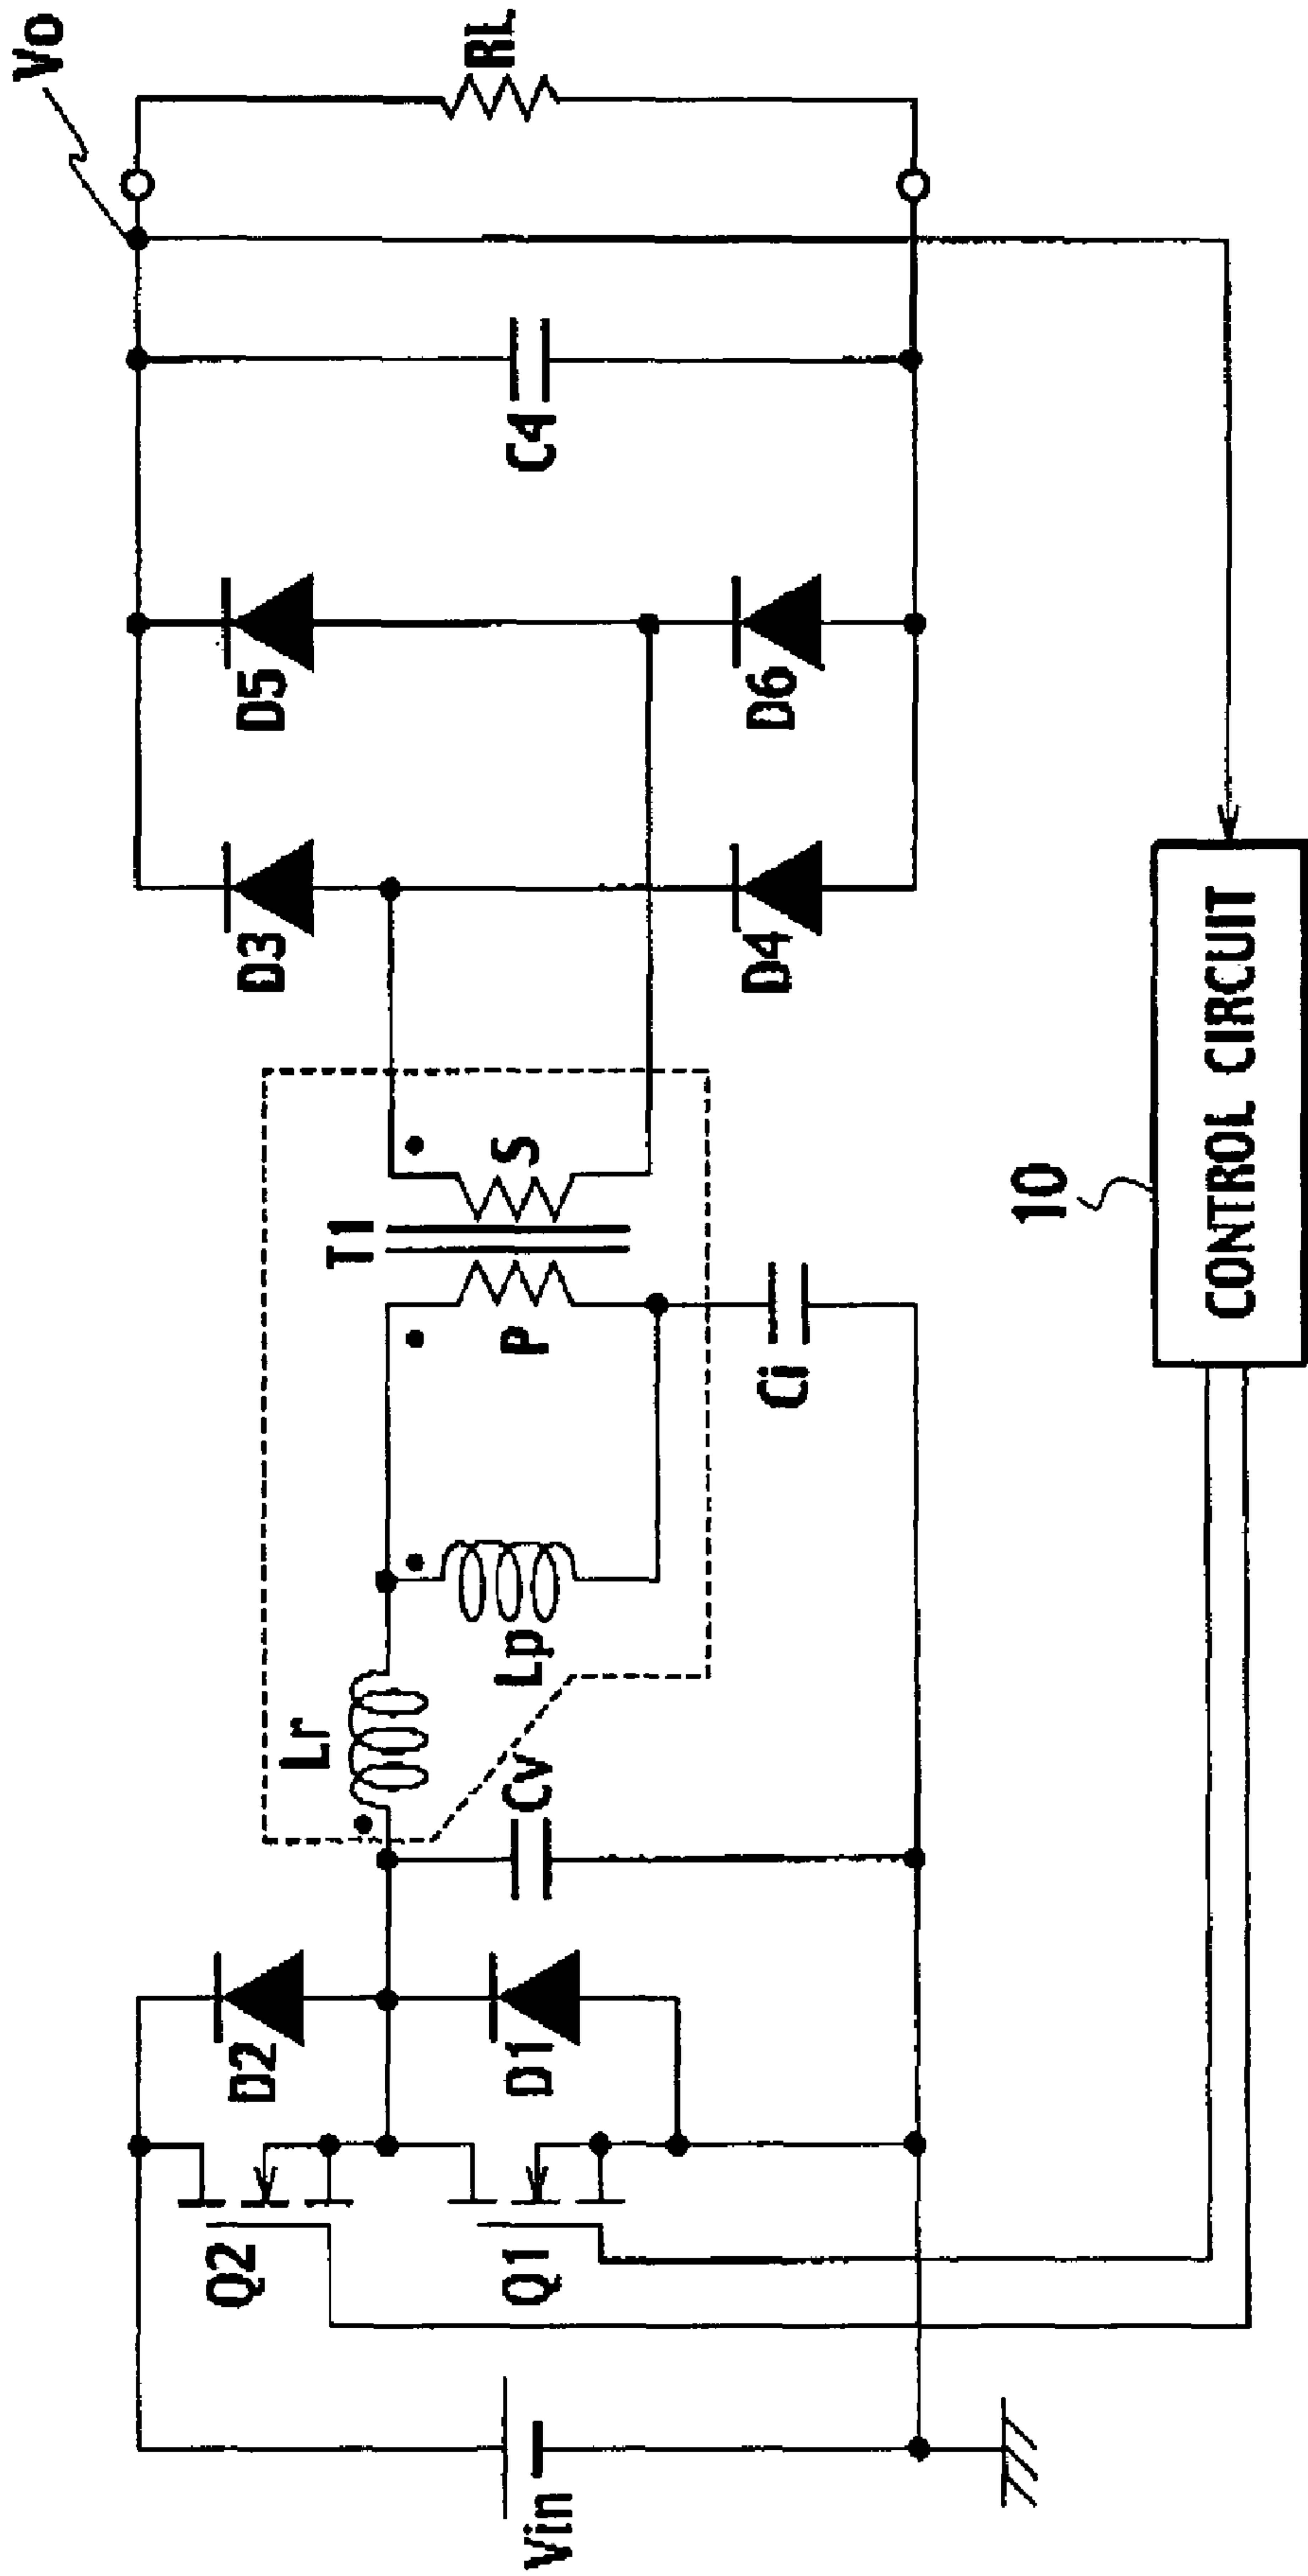 Vin
Q2
Q1
D2
D1
Cv
Lr
Lp
Ci
P
T1
S
D3
D4
D5
D6
C4
Vo
RL
10
CONTROL CIRCUIT